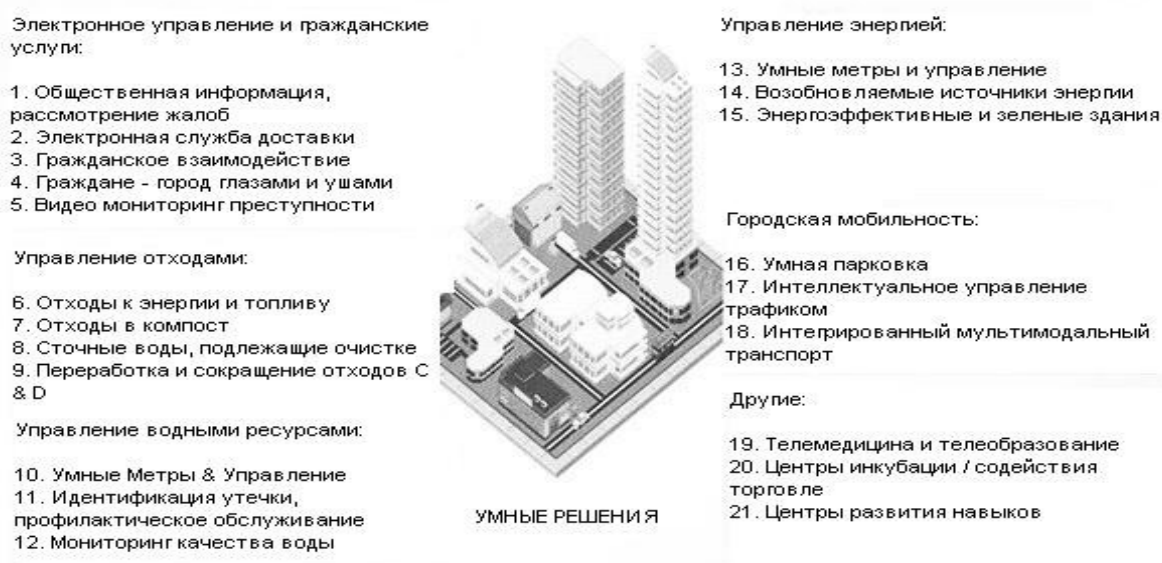 Электронное управление и гражданские
услуги:
1. Общественная информация,
рассмотрение жалоб
2. Электронная служба доставки
3. Гражданское взаимодействие
4. Граждане - город глазами и ушами
5. Видео мониторинг преступности
Управление отходами:
6. Отходы к энергии и топливу
7. Отходы в компост
8. Сточные воды, подлежащие очистке
9. Переработка и сокращение отходов C
& D
Управление водными ресурсами:
10. Умные Метры & Управление
11. Идентификация утечки,
профилактическое обслуживание
12. Мониторинг качества воды
УМНЫЕ РЕШЕНИЯ
Управление энергией:
13. Умные метры и управление
14. Возобновляемые источники энергии
15. Энергоэффективные и зеленые здания
Городская мобильность:
16. Умная парковка
17. Интеллектуальное управление
трафиком
18. Интегрированный мультимодальный
транспорт
Другие:
19. Телемедицина и телеобразование
20. Центры инкубации / содействия
торговле
21. Центры развития навыков